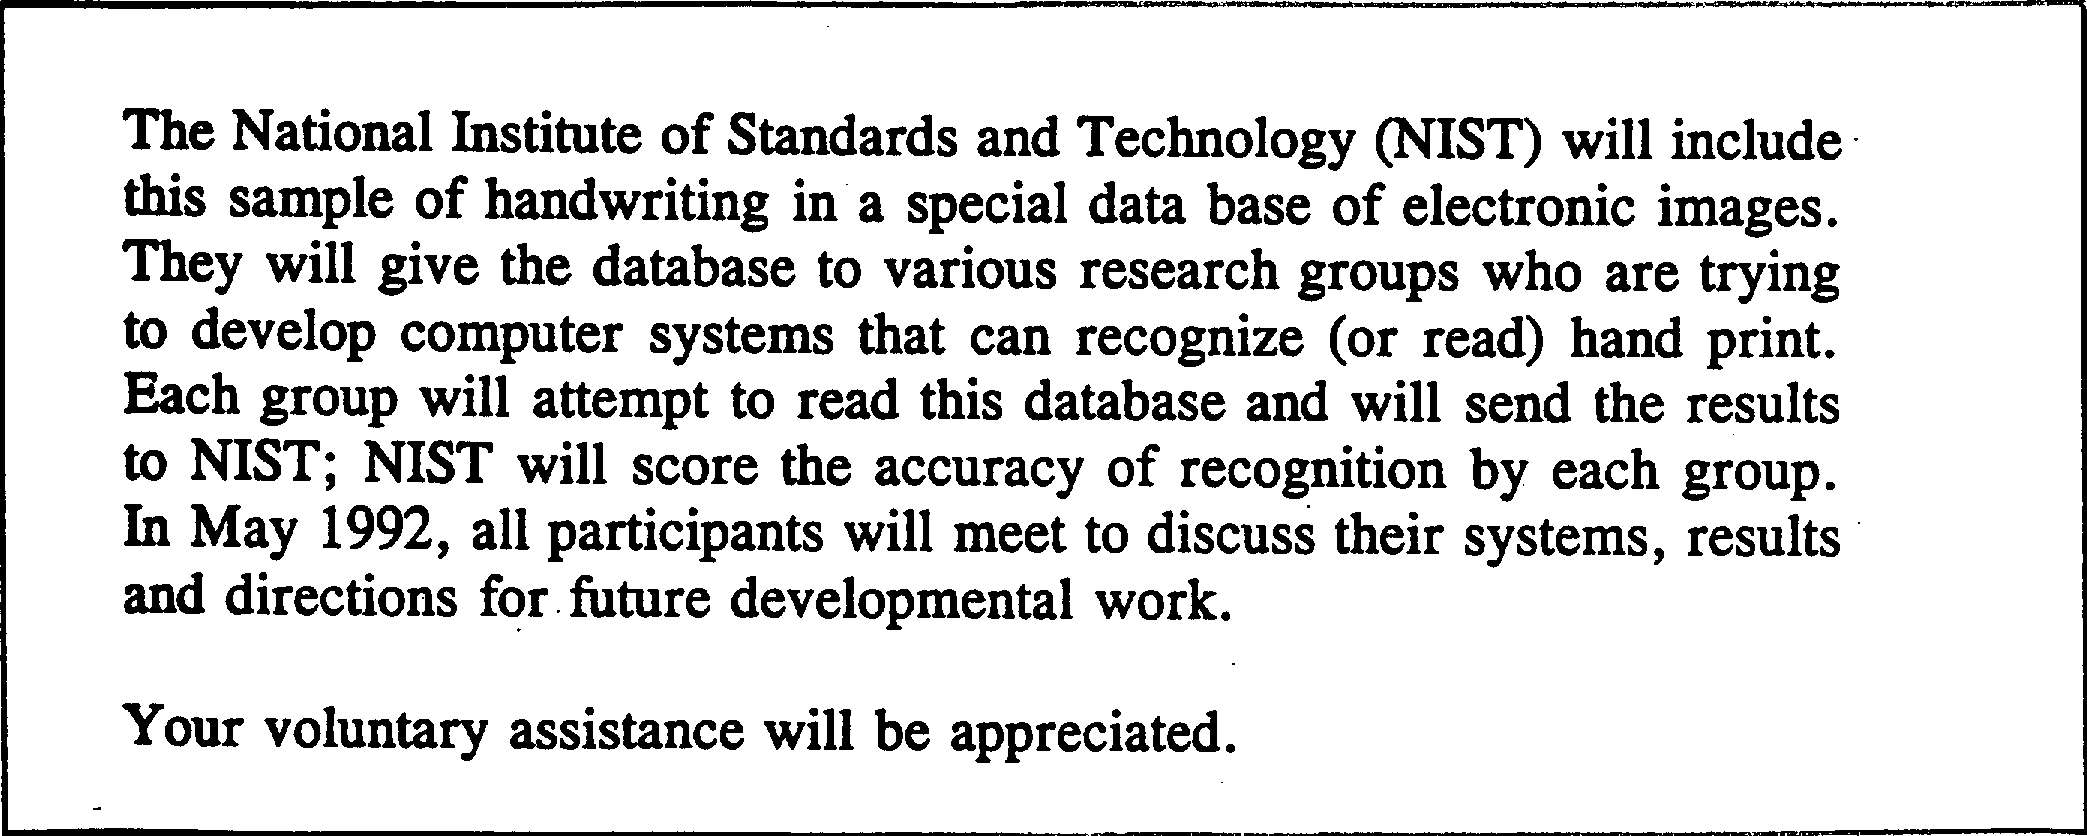 The National Institute of Standards and Technology (NIST) will include
this sample of handwriting in a special data base of electronic images.
They will give the database to various research groups who are trying
to develop computer systems that can recognize (or read) hand print.
Each group will attempt to read this database and will send the results
to NIST; NIST will score the accuracy of recognition by each group.
In May 1992, all participants will meet to discuss their systems, results
and directions for future developmental work.
Your voluntary assistance will be appreciated.